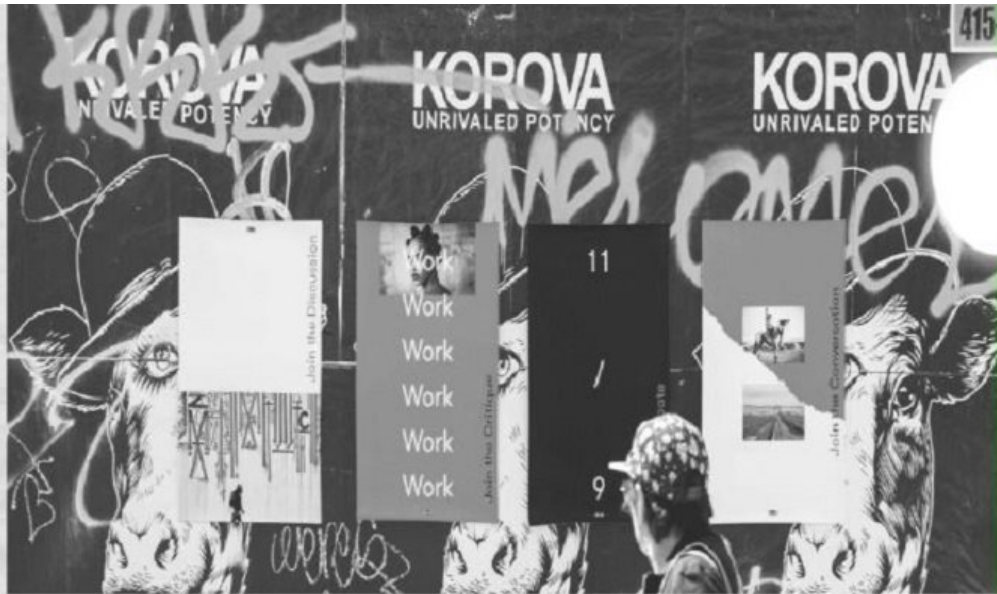 415
KOROVA
UNRIVALED POTENCY
KOROVA
UNRIVALED POTENCY
KOROVA
UNRIVALED POTEN
Join the Discussion
Work
Work
Work
Work
Work
Work
Join the Critique
11
/
9
Join the Conversation